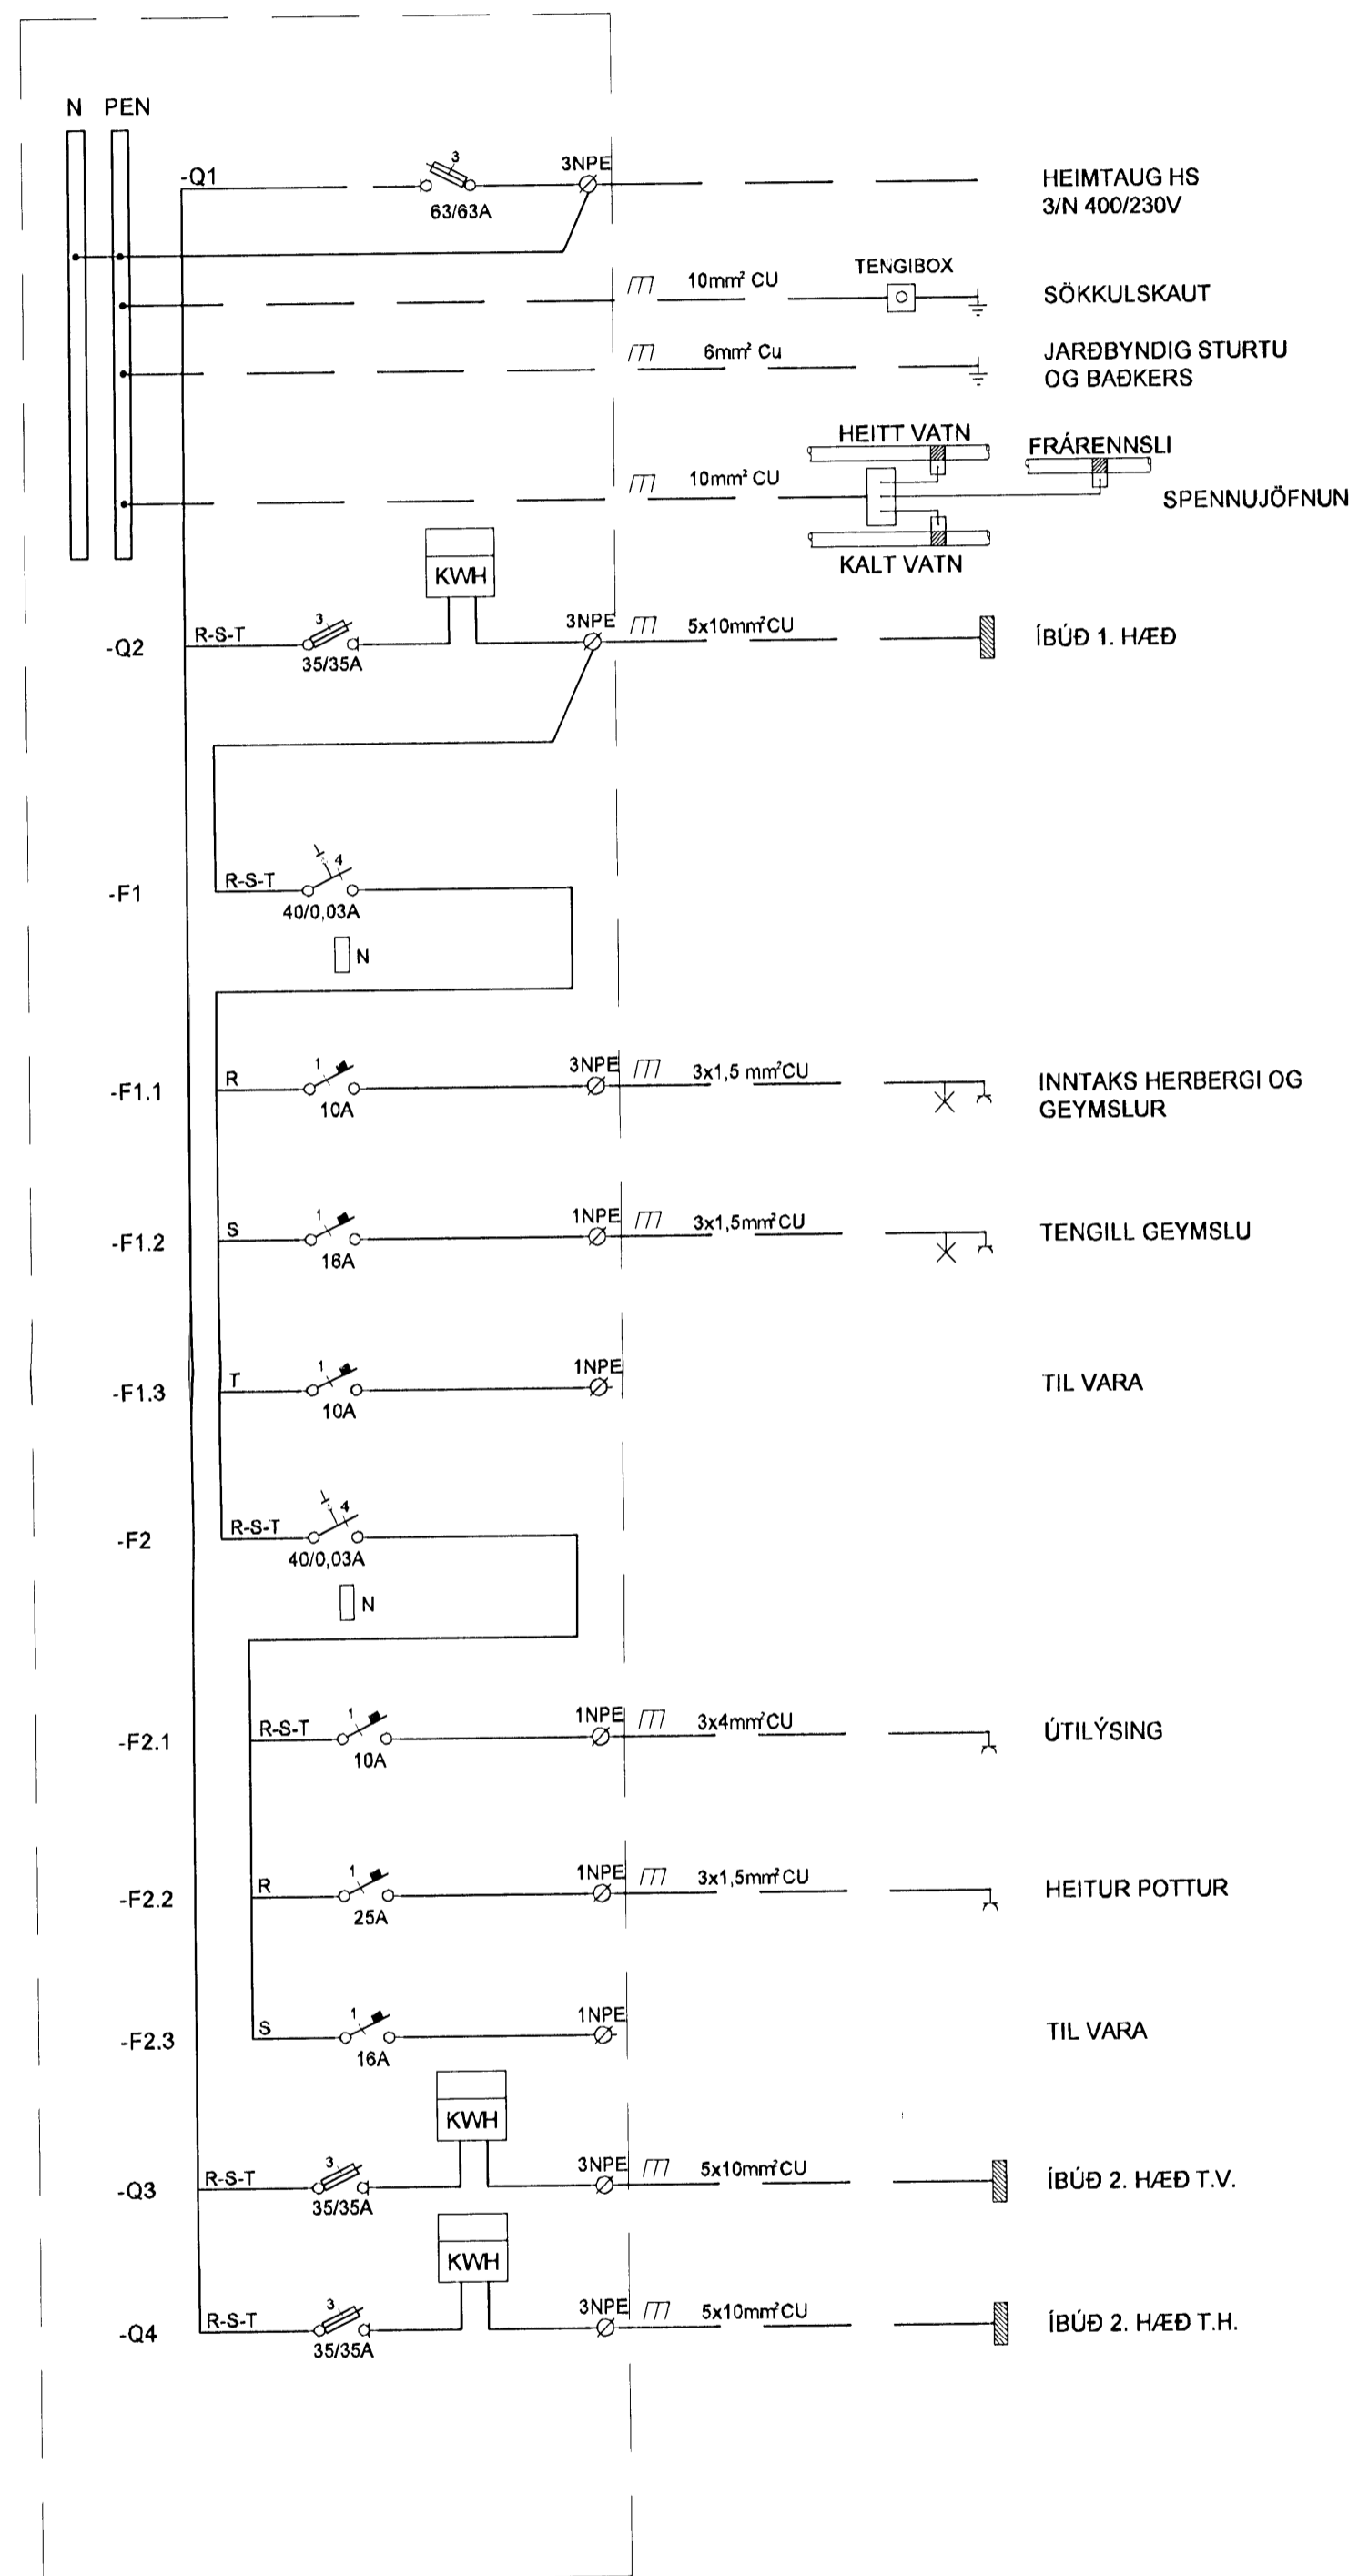 N PEN
-Q1
3
63/63A
3NPE
HEIMTAUG HS
3/N 400/230V
10mm² CU
TENGIBOX
SÖKKULSKAUT
6mm² Cu
JARÐBYNDIG STURTU
OG BAÐKERS
HEITT VATN
FRÁRENNSLI
10mm² CU
SPENNUJÖFNUN
KALT VATN
KWH
-Q2
R-S-T
3
35/35A
3NPE
5x10mm²CU
ÍBÚÐ 1. HÆÐ
-F1
R-S-T
4
40/0,03A
N
-F1.1
R
1
10A
3NPE
3x1,5 mm²CU
INNTAKS HERBERGI OG
GEYMSLUR
-F1.2
S
1
16A
1NPE
3x1,5mm²CU
TENGILL GEYMSLU
-F1.3
T
1
10A
1NPE
TIL VARA
-F2
R-S-T
4
40/0,03A
N
-F2.1
R-S-T
1
10A
1NPE
3x4mm²CU
ÚTILÝSING
-F2.2
R
1
25A
1NPE
3x1,5mm²CU
HEITUR POTTUR
-F2.3
S
1
16A
1NPE
TIL VARA
KWH
-Q3
R-S-T
3
35/35A
3NPE
5x10mm²CU
ÍBÚÐ 2. HÆÐ T.V.
KWH
-Q4
R-S-T
3
35/35A
3NPE
5x10mm²CU
ÍBÚÐ 2. HÆÐ T.H.